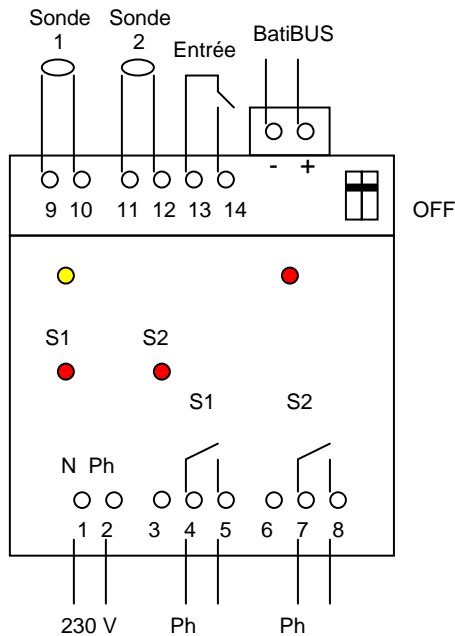 Sonde Sonde
1 2 Entrée BatiBUS
- +
9 10 11 12 13 14 OFF
S1 S2
S1 S2
N Ph
1 2 3 4 5 6 7 8
230 V Ph Ph